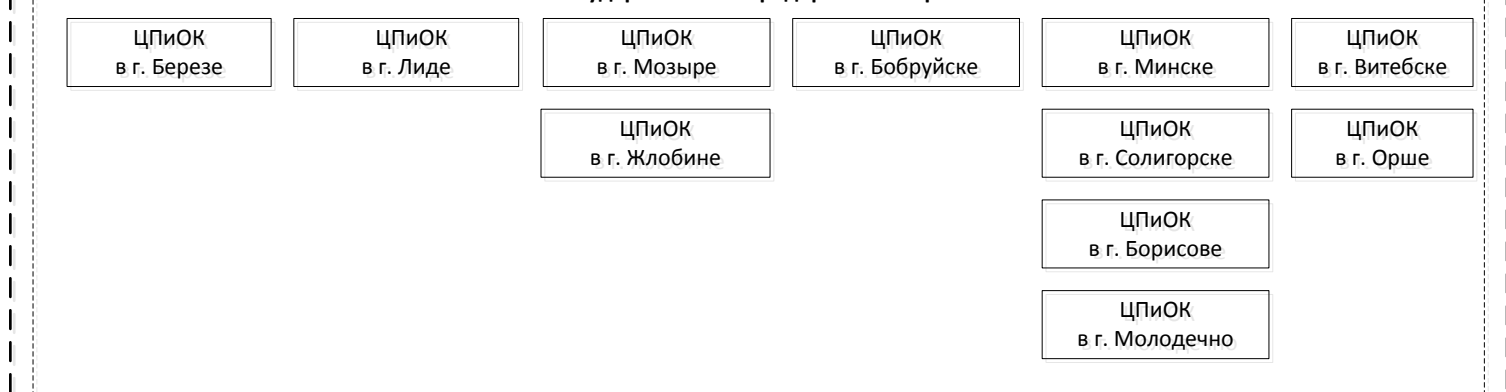 ЦПиОК
в г. Березе
ЦПиОК
в г. Лиде
ЦПиОК
в г. Мозыре
ЦПиОК
в г. Бобруйске
ЦПиОК
в г. Минске
ЦПиОК
в г. Витебске
ЦПиОК
в г. Жлобине
ЦПиОК
в г. Солигорске
ЦПиОК
в г. Орше
ЦПиОК
в г. Борисове
ЦПиОК
в г. Молодечно